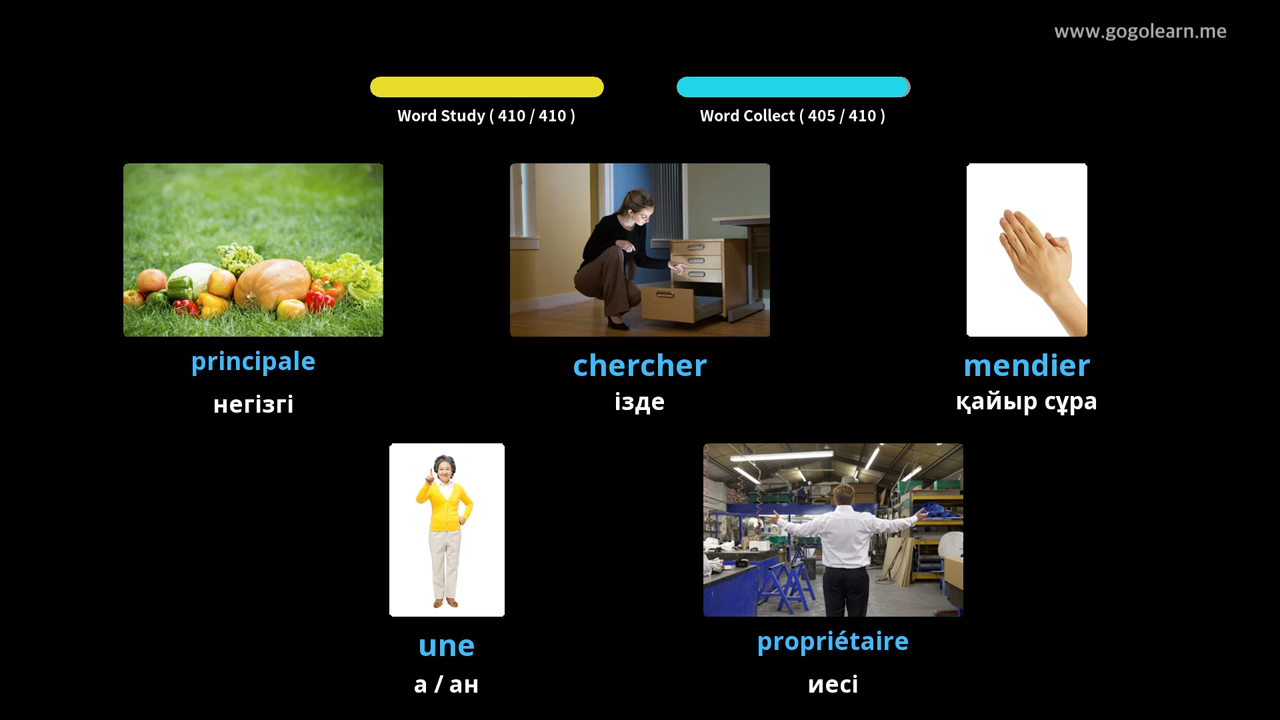 www.gogolearn.me
Word Study ( 410 / 410 )
Word Collect ( 405 / 410 )
principale
негізгі
chercher
ізде
mendier
қайыр сұра
une
а / ан
propriétaire
иесі